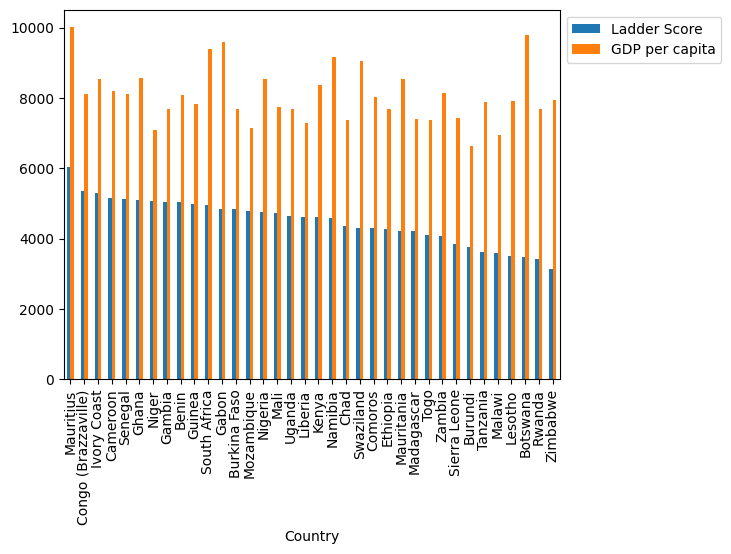 Ladder Score
GDP per capita
10000
8000
6000
4000
2000
0
Mauritius
Congo (Brazzaville)
Ivory Coast
Cameroon
Senegal
Ghana
Niger
Gambia
Benin
Guinea
South Africa
Gabon
Burkina Faso
Mozambique
Nigeria
Mali
Uganda
Liberia
Kenya
Namibia
Chad
Swaziland
Comoros
Ethiopia
Mauritania
Madagascar
Togo
Zambia
Sierra Leone
Burundi
Tanzania
Malawi
Lesotho
Botswana
Rwanda
Zimbabwe
Country